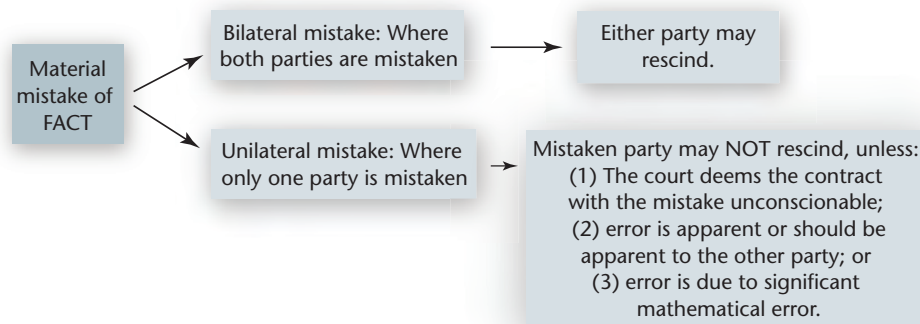 Material
mistake of
FACT
Bilateral mistake: Where
both parties are mistaken
Either party may
rescind.
Unilateral mistake: Where
only one party is mistaken
Mistaken party may NOT rescind, unless:
(1) The court deems the contract
with the mistake unconscionable;
(2) error is apparent or should be
apparent to the other party; or
(3) error is due to significant
mathematical error.